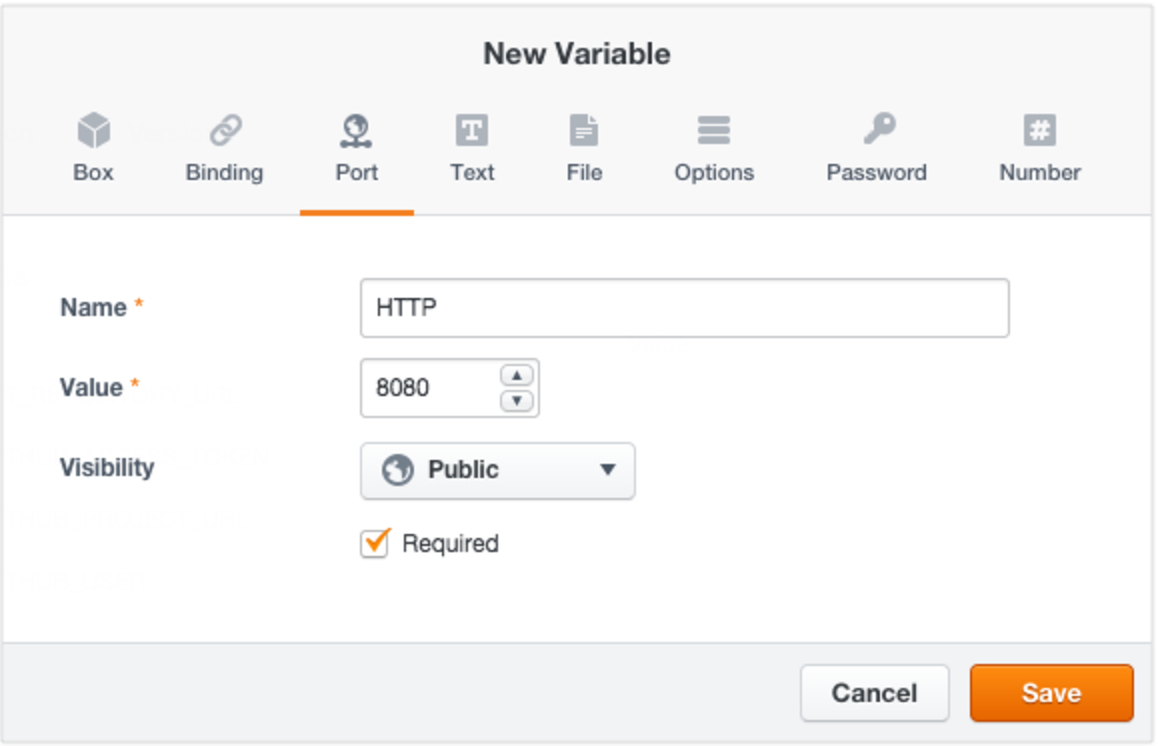 New Variable
Box Binding Port Text File Options Password Number
Name *
HTTP
Value *
8080
Visibility
Public
Required
Cancel Save